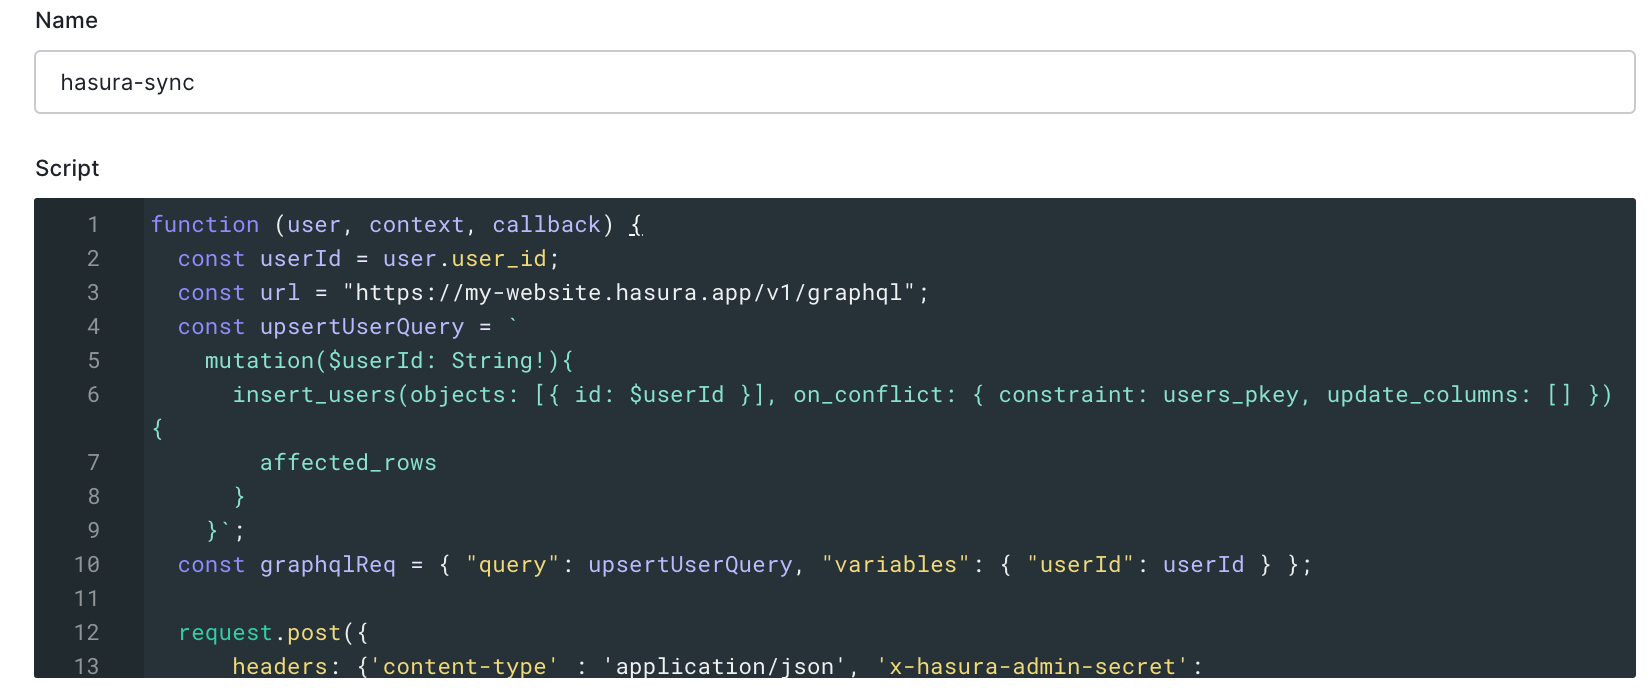 Name
hasura-sync
Script
1 function (user, context, callback) {
2 const userId = user.user_id;
3 const url = "https://my-website.hasura.app/v1/graphql";
4 const upsertUserQuery = `
5 mutation($userId: String!){
6 insert_users(objects: [{ id: $userId }], on_conflict: { constraint: users_pkey, update_columns: [] })
{
7 affected_rows
8 }
9 }`;
10 const graphqlReq = { "query": upsertUserQuery, "variables": { "userId": userId } };
11
12 request.post({
13 headers: {'content-type' : 'application/json', 'x-hasura-admin-secret':